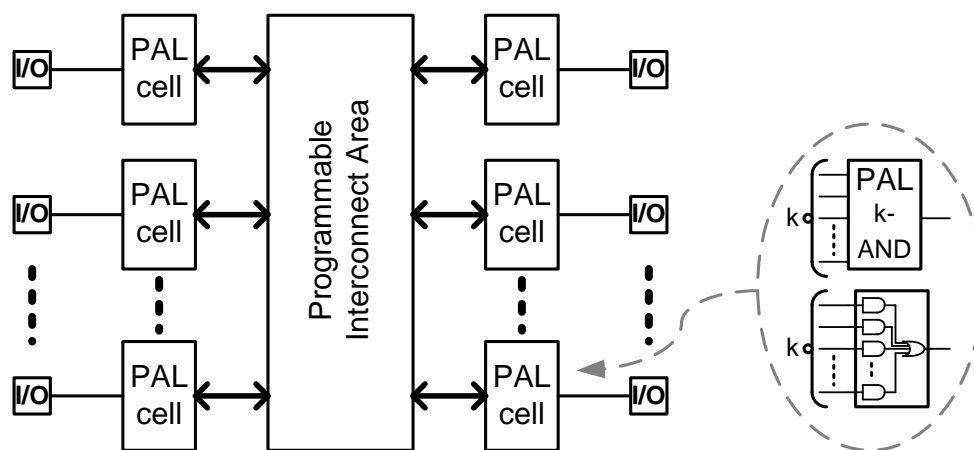 I/O
PAL
cell
PAL
cell
I/O
I/O
PAL
cell
PAL
cell
I/O
I/O
PAL
cell
PAL
cell
I/O
Programmable
Interconnect Area
k
PAL
k-
AND
k